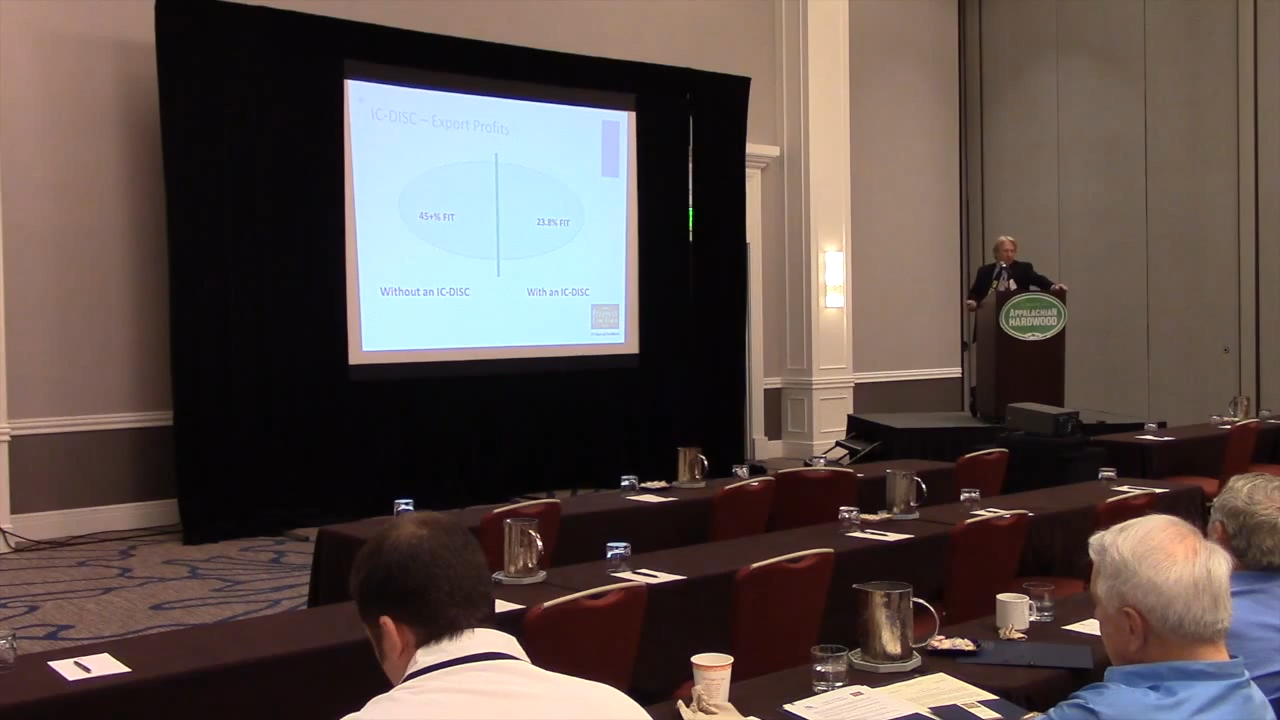 IC-DISC – Export Profits
45+% FIT
23.8% FIT
Without an IC-DISC
With an IC-DISC
APPALACHIAN
HARDWOOD